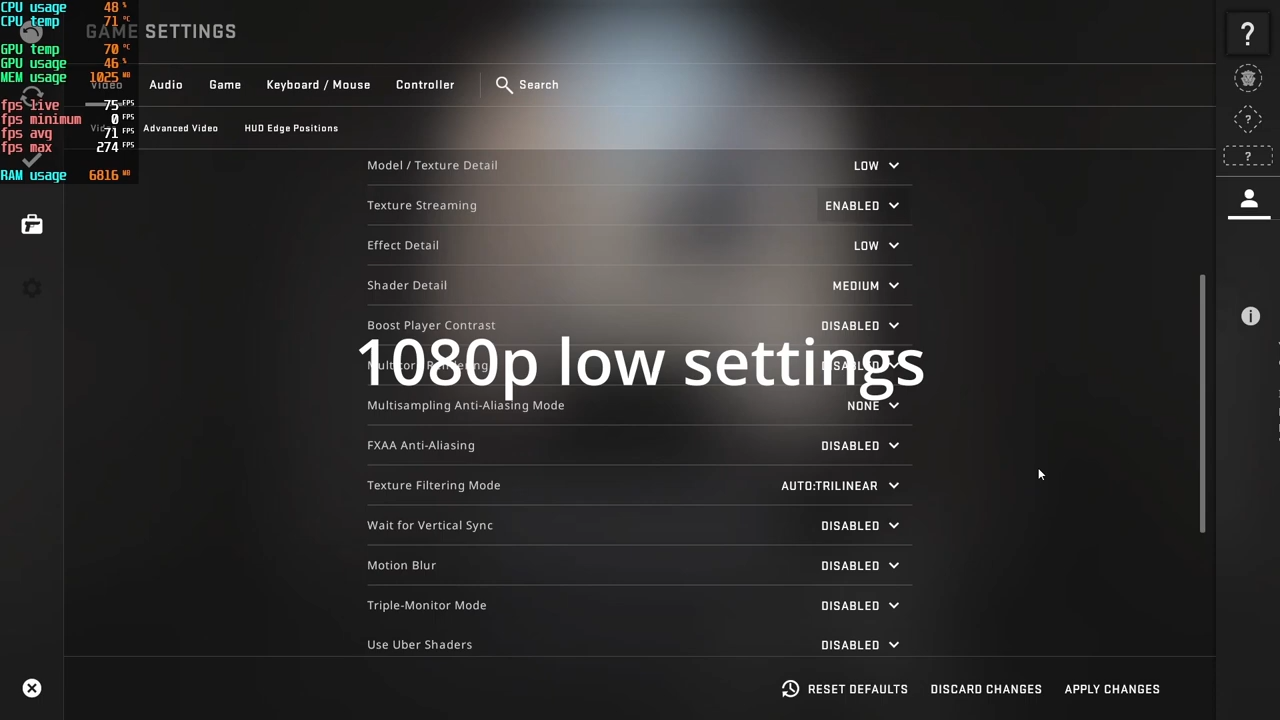 CPU usage 48 %
CPU temp 71 °C
GPU temp 70 °C
GPU usage 46 %
MEM usage 1025 MB
fps live 75 FPS
fps minimum 0 FPS
fps avg 71 FPS
fps max 274 FPS
RAM usage 6816 MB
GAME SETTINGS
Video Audio Game Keyboard / Mouse Controller Search
Advanced Video HUD Edge Positions
Model / Texture Detail LOW
Texture Streaming ENABLED
Effect Detail LOW
Shader Detail MEDIUM
Boost Player Contrast DISABLED
Multicore Rendering DISABLED
1080p low settings
Multisampling Anti-Aliasing Mode NONE
FXAA Anti-Aliasing DISABLED
Texture Filtering Mode AUTO:TRILINEAR
Wait for Vertical Sync DISABLED
Motion Blur DISABLED
Triple-Monitor Mode DISABLED
Use Uber Shaders DISABLED
RESET DEFAULTS DISCARD CHANGES APPLY CHANGES